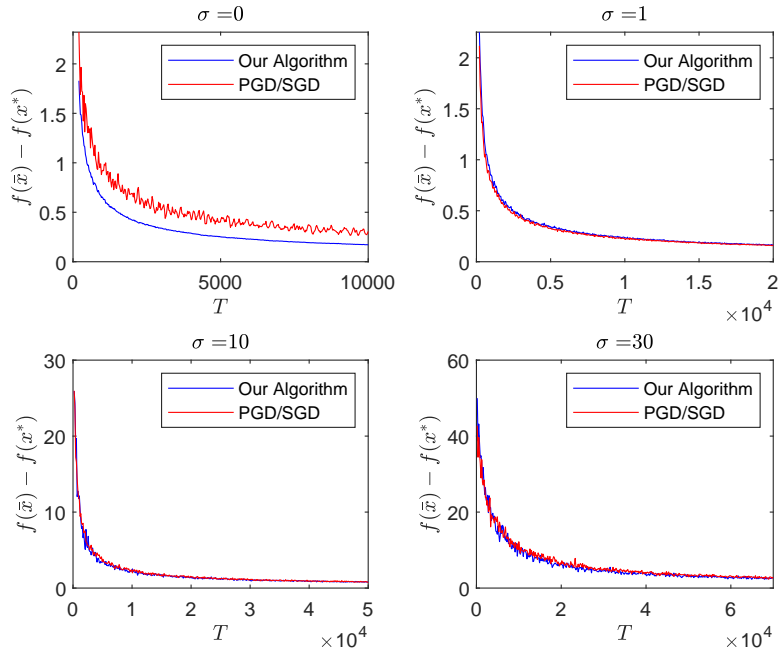 σ =0
2
1.5
1
0.5
0
f(x̄) − f(x*)
Our Algorithm
PGD/SGD
0 5000 10000
T
σ =1
2
1.5
1
0.5
0
f(x̄) − f(x*)
Our Algorithm
PGD/SGD
0 0.5 1 1.5 2
T
×10⁴
σ =10
30
20
10
0
f(x̄) − f(x*)
Our Algorithm
PGD/SGD
0 1 2 3 4 5
T
×10⁴
σ =30
60
40
20
0
f(x̄) − f(x*)
Our Algorithm
PGD/SGD
0 2 4 6
T
×10⁴